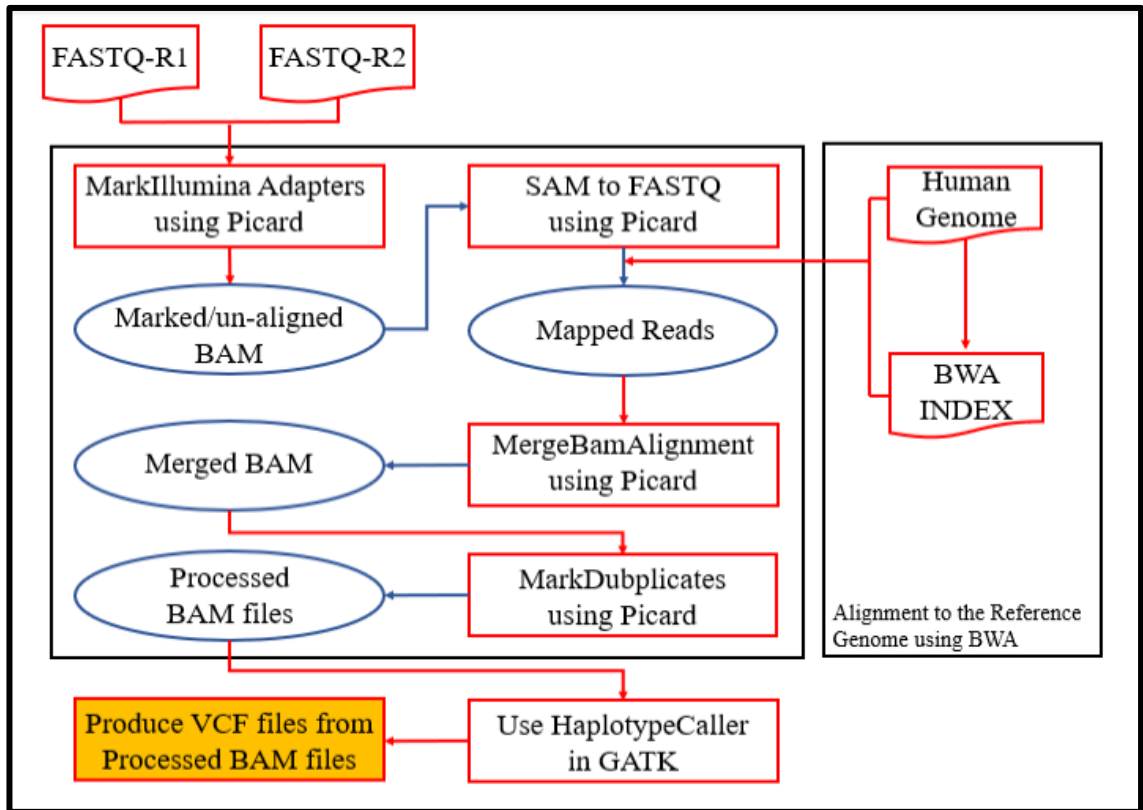 FASTQ-R1
FASTQ-R2
MarkIllumina Adapters
using Picard
SAM to FASTQ
using Picard
Human
Genome
Marked/un-aligned
BAM
Mapped Reads
BWA
INDEX
Merged BAM
MergeBamAlignment
using Picard
Processed
BAM files
MarkDubplicates
using Picard
Alignment to the Reference
Genome using BWA
Produce VCF files from
Processed BAM files
Use HaplotypeCaller
in GATK